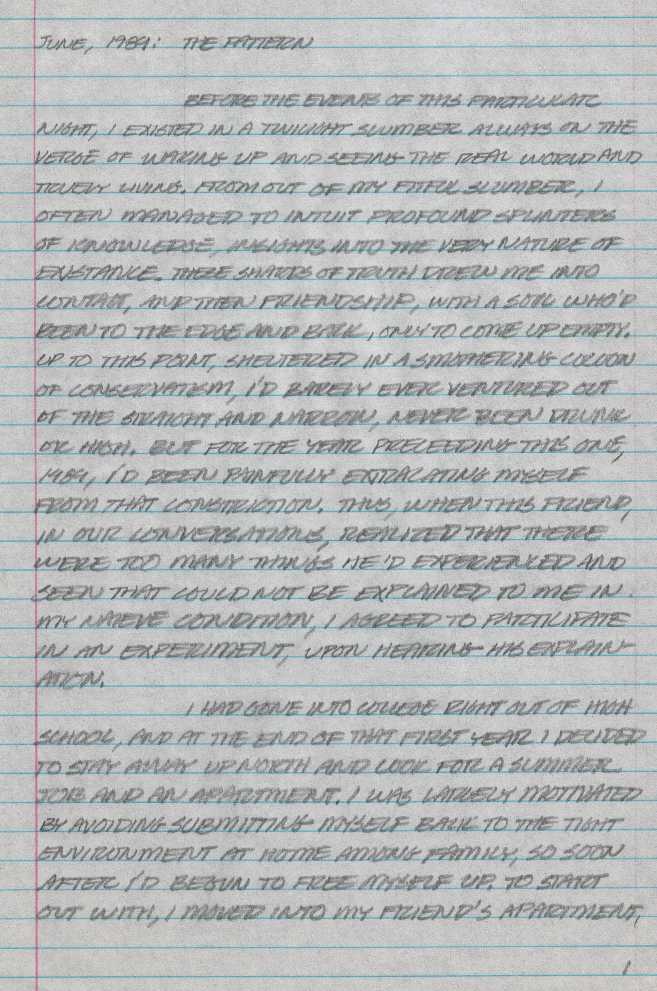 JUNE, 1989: THE PATTERN
BEFORE THE EVENTS OF THIS PARTICULAR
NIGHT, I EXISTED IN A TWILIGHT SLUMBER ALWAYS ON THE
VERGE OF WAKING UP AND SEEING THE REAL WORLD AND
TRUELY LIVING. FROM OUT OF MY FITFUL SLUMBER, I
OFTEN MANAGED TO INTUIT PROFOUND SPLINTERS
OF KNOWLEDGE, INSIGHTS INTO THE VERY NATURE OF
EXISTANCE. THESE SHARDS OF TRUTH DREW ME INTO
CONTACT, AND THEN FRIENDSHIP, WITH A SOUL WHO'D
BEEN TO THE EDGE AND BACK, ONLY TO COME UP EMPTY.
UP TO THIS POINT, SHELTERED IN A SMOTHERING COCOON
OF CONSERVATISM, I'D BARELY EVER VENTURED OUT
OF THE STRAIGHT AND NARROW, NEVER BEEN DRUNK
OR HIGH. BUT FOR THE YEAR PRECEEDING THIS ONE,
1989, I'D BEEN PAINFULLY EXTRACATING MYSELF
FROM THAT CONSTRICTION. THUS, WHEN THIS FRIEND,
IN OUR CONVERSATIONS, REALIZED THAT THERE
WERE TOO MANY THINGS HE'D EXPERIENCED AND
SEEN THAT COULD NOT BE EXPLAINED TO ME IN
MY NAIEVE CONDITION, I AGREED TO PARTICIPATE
IN AN EXPERIMENT, UPON HEARING HIS EXPLAIN-
ATION.
I HAD GONE INTO COLLEGE RIGHT OUT OF HIGH
SCHOOL, AND AT THE END OF THAT FIRST YEAR I DECIDED
TO STAY AWAY UP NORTH AND LOOK FOR A SUMMER
JOB AND AN APARTMENT. I WAS LARGELY MOTIVATED
BY AVOIDING SUBMITTING MYSELF BACK TO THE TIGHT
ENVIRONMENT AT HOME AMONG FAMILY, SO SOON
AFTER I'D BEGUN TO FREE MYSELF UP. TO START
OUT WITH, I MOVED INTO MY FRIEND'S APARTMENT,
1